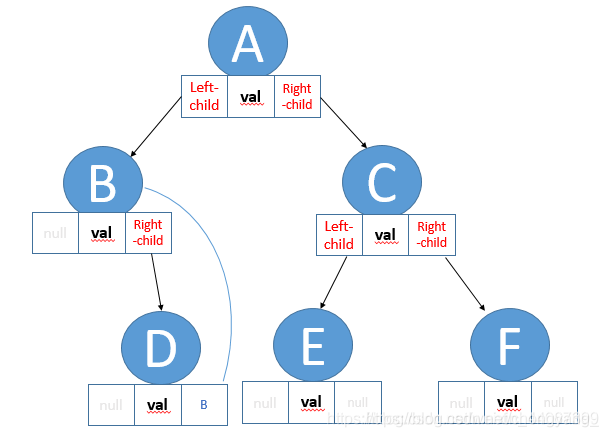 A
Left-
child
val
Right
-child
B
C
null
val
Right
-child
Left-
child
val
Right
-child
D
E
F
null
val
B
null
val
null
null
val
null